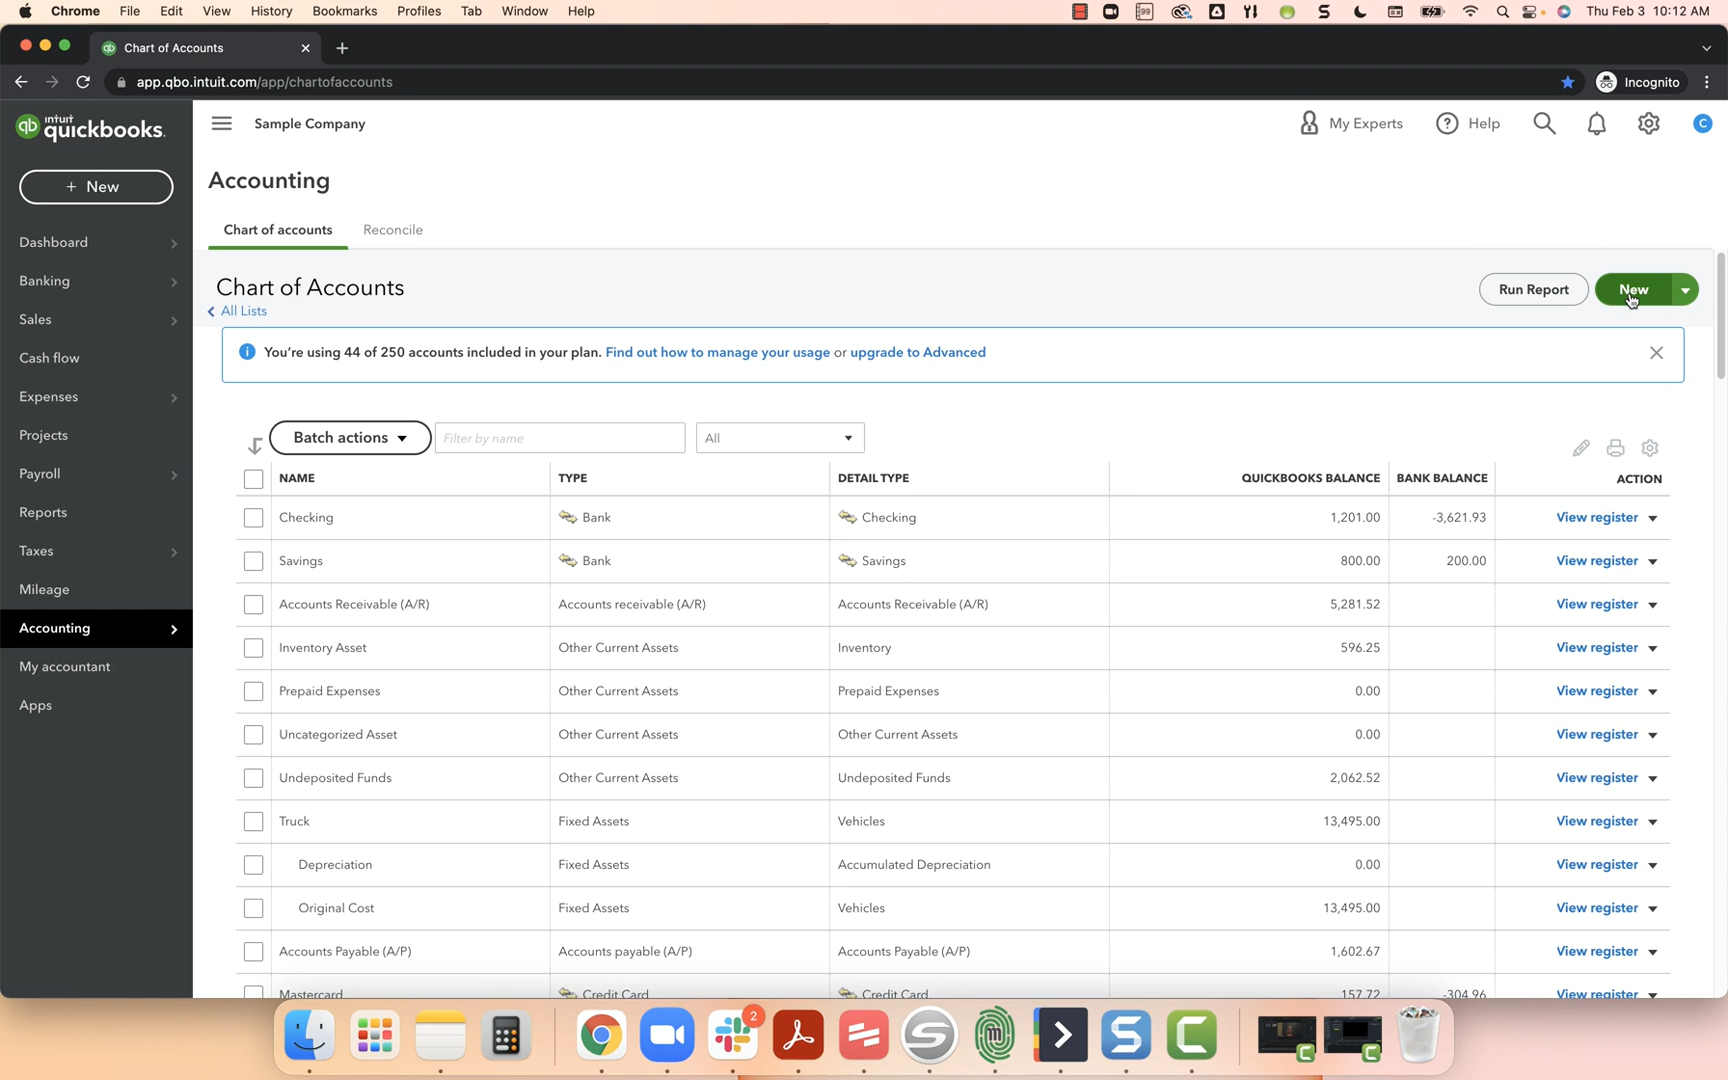 Chrome File Edit View History Bookmarks Profiles Tab Window Help Thu Feb 3 10:12 AM
Chart of Accounts
app.qbo.intuit.com/app/chartofaccounts Incognito
intuit
quickbooks.
Sample Company My Experts Help C
+ New
Accounting
Chart of accounts Reconcile
Dashboard
Banking
Sales
Cash flow
Expenses
Projects
Payroll
Reports
Taxes
Mileage
Accounting
My accountant
Apps
Chart of Accounts
All Lists
Run Report New
You're using 44 of 250 accounts included in your plan. Find out how to manage your usage or upgrade to Advanced
Batch actions Filter by name All
NAME TYPE DETAIL TYPE QUICKBOOKS BALANCE BANK BALANCE ACTION
Checking Bank Checking 1,201.00 -3,621.93 View register
Savings Bank Savings 800.00 200.00 View register
Accounts Receivable (A/R) Accounts receivable (A/R) Accounts Receivable (A/R) 5,281.52 View register
Inventory Asset Other Current Assets Inventory 596.25 View register
Prepaid Expenses Other Current Assets Prepaid Expenses 0.00 View register
Uncategorized Asset Other Current Assets Other Current Assets 0.00 View register
Undeposited Funds Other Current Assets Undeposited Funds 2,062.52 View register
Truck Fixed Assets Vehicles 13,495.00 View register
Depreciation Fixed Assets Accumulated Depreciation 0.00 View register
Original Cost Fixed Assets Vehicles 13,495.00 View register
Accounts Payable (A/P) Accounts payable (A/P) Accounts Payable (A/P) 1,602.67 View register
Mastercard Credit Card Credit Card 157.72 -304.96 View register
2